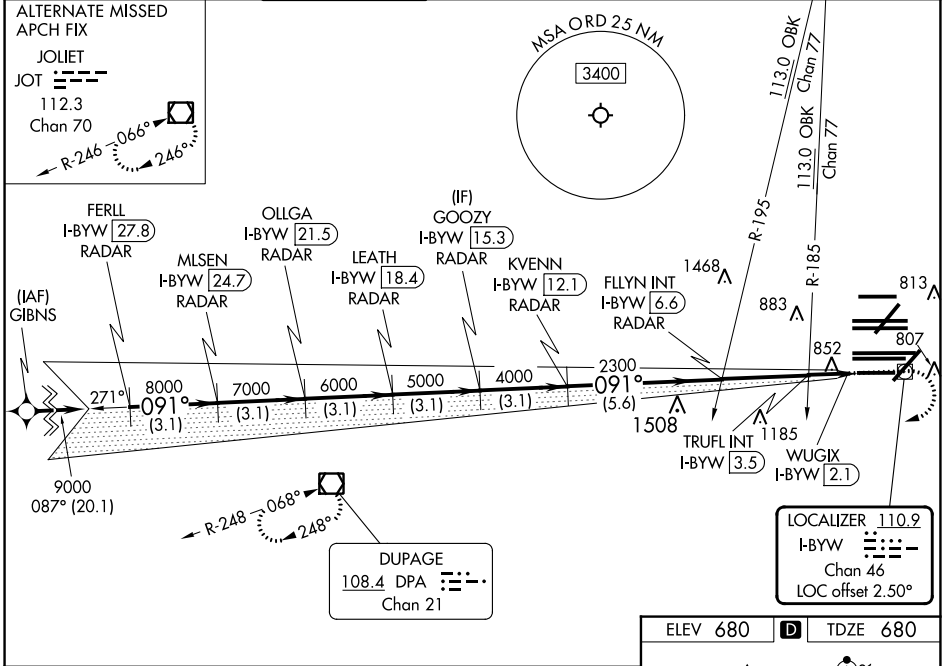 ALTERNATE MISSED
APCH FIX
JOLIET
JOT
112.3
Chan 70
R-246
066°
246°
MSA ORD 25 NM
3400
113.0 OBK
Chan 77
113.0 OBK
Chan 77
R-195
R-185
(IAF)
GIBNS
FERLL
I-BYW 27.8
RADAR
MLSEN
I-BYW 24.7
RADAR
OLLGA
I-BYW 21.5
RADAR
LEATH
I-BYW 18.4
RADAR
(IF)
GOOZY
I-BYW 15.3
RADAR
KVENN
I-BYW 12.1
RADAR
FLLYN INT
I-BYW 6.6
RADAR
1468
883
813
807
852
271°
8000
091°
(3.1)
7000
(3.1)
6000
(3.1)
5000
(3.1)
4000
(3.1)
2300
091°
(5.6)
1508
1185
TRUFL INT
I-BYW 3.5
WUGIX
I-BYW 2.1
9000
087° (20.1)
R-248
068°
248°
DUPAGE
108.4 DPA
Chan 21
LOCALIZER 110.9
I-BYW
Chan 46
LOC offset 2.50°
ELEV 680 D TDZE 680